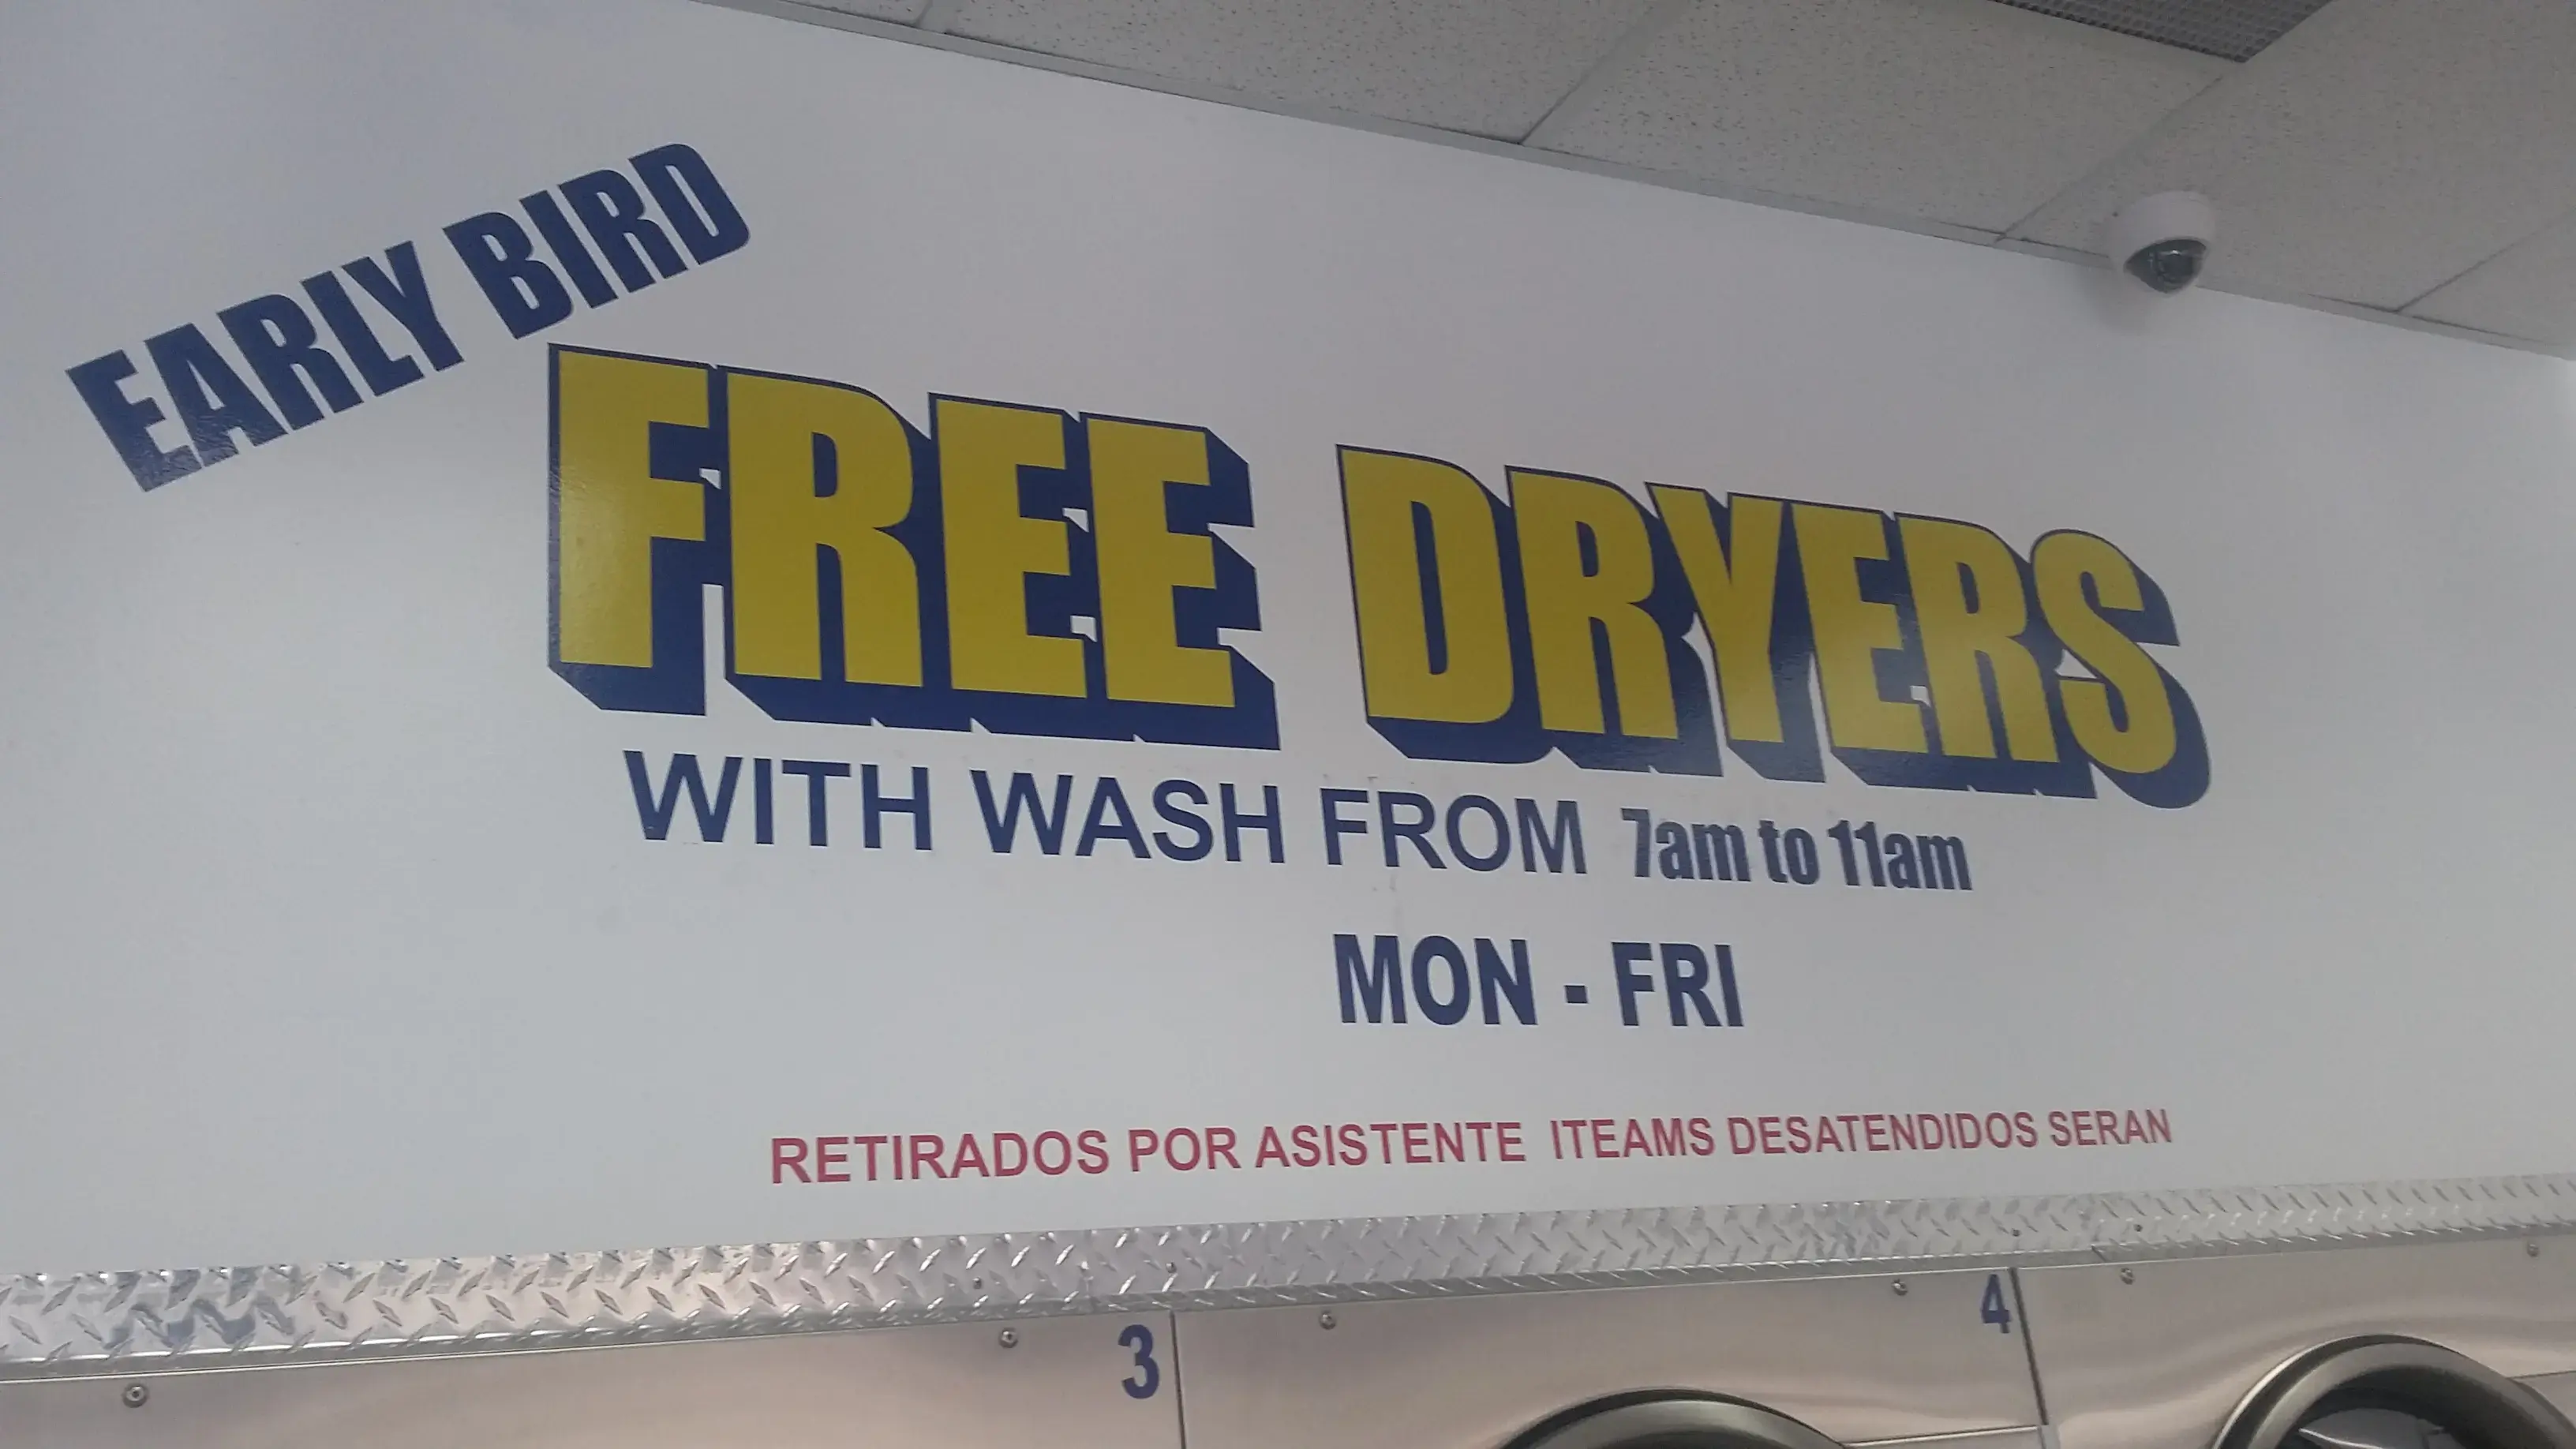 EARLY BIRD
FREE DRYERS
WITH WASH FROM 7am to 11am
MON - FRI
RETIRADOS POR ASISTENTE ITEAMS DESATENDIDOS SERAN
3
4